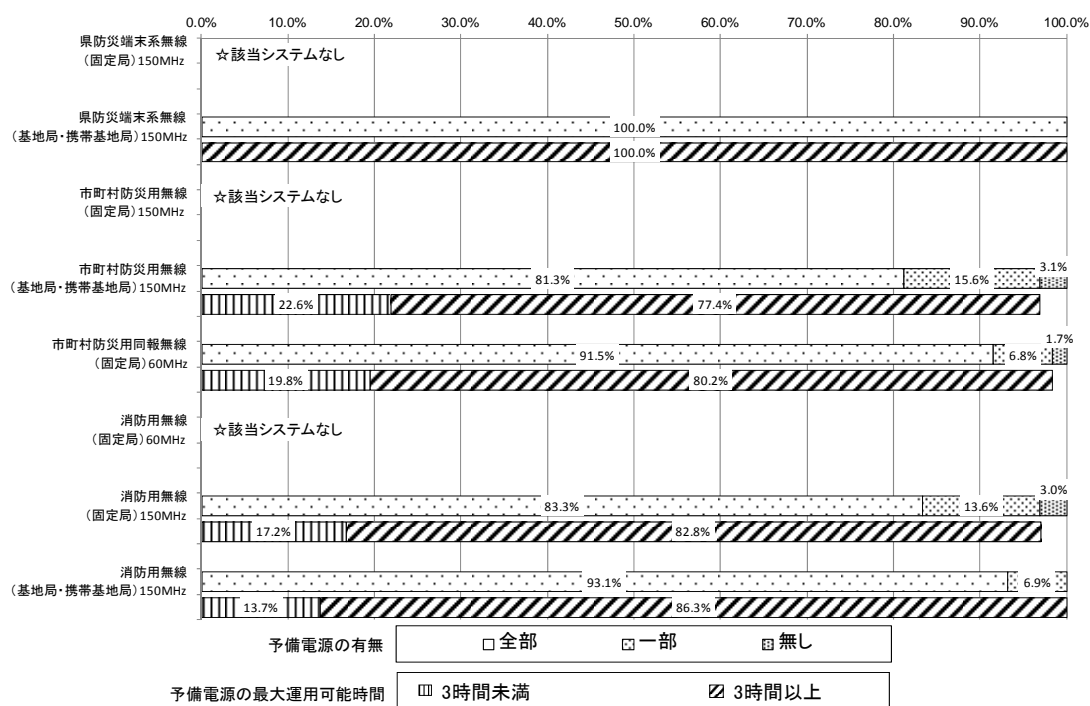 0.0% 10.0% 20.0% 30.0% 40.0% 50.0% 60.0% 70.0% 80.0% 90.0% 100.0%
県防災端末系無線
（固定局）150MHz
☆該当システムなし
県防災端末系無線
（基地局・携帯基地局）150MHz
100.0%
100.0%
市町村防災用無線
（固定局）150MHz
☆該当システムなし
市町村防災用無線
（基地局・携帯基地局）150MHz
81.3% 15.6% 3.1%
22.6% 77.4%
市町村防災用同報無線
（固定局）60MHz
91.5% 6.8% 1.7%
19.8% 80.2%
消防用無線
（固定局）60MHz
☆該当システムなし
消防用無線
（固定局）150MHz
83.3% 13.6% 3.0%
17.2% 82.8%
消防用無線
（基地局・携帯基地局）150MHz
93.1% 6.9%
13.7% 86.3%
予備電源の有無 全部 一部 無し
予備電源の最大運用可能時間 3時間未満 3時間以上